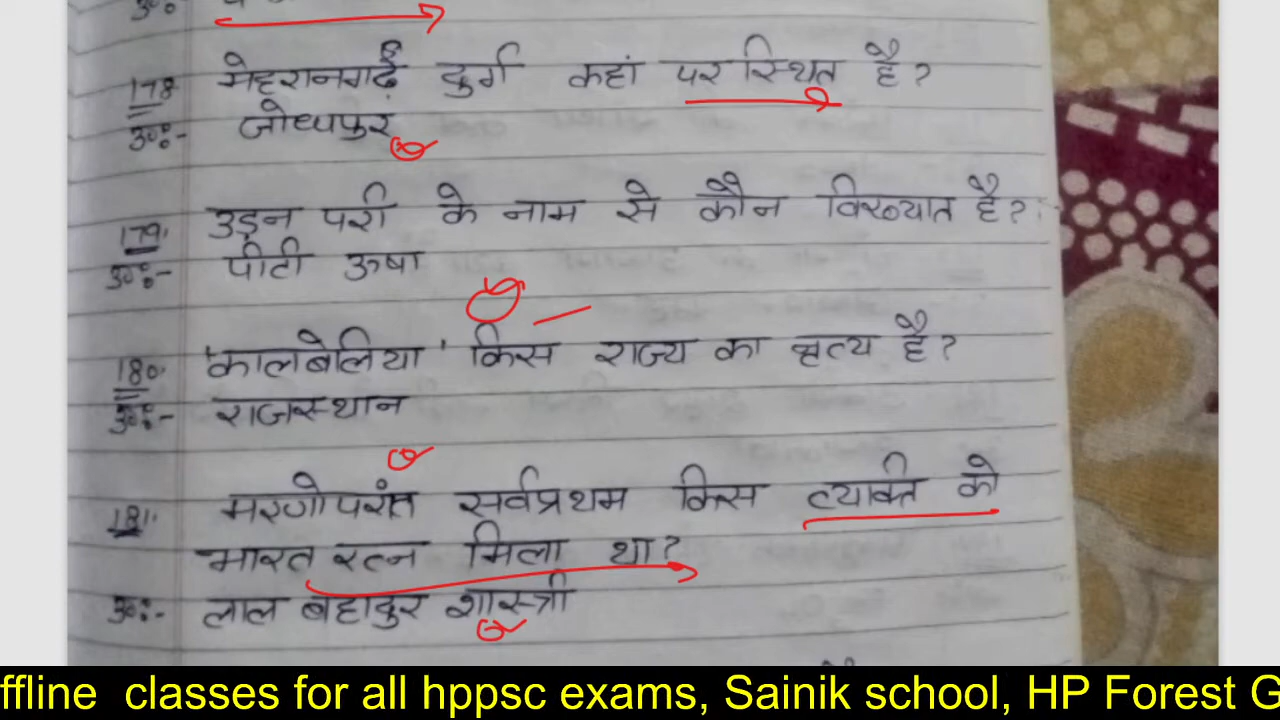 178. मेहरानगढ़ दुर्ग कहां पर स्थित है?
उ०:- जोधपुर
179. उड़न परी के नाम से कौन विख्यात है?
उ०:- पीटी ऊषा
180. 'कालबेलिया' किस राज्य का नृत्य है?
उ०:- राजस्थान
181. मरणोपरांत सर्वप्रथम किस व्यक्ति को
भारत रत्न मिला था?
उ०:- लाल बहादुर शास्त्री
ffline classes for all hppsc exams, Sainik school, HP Forest G